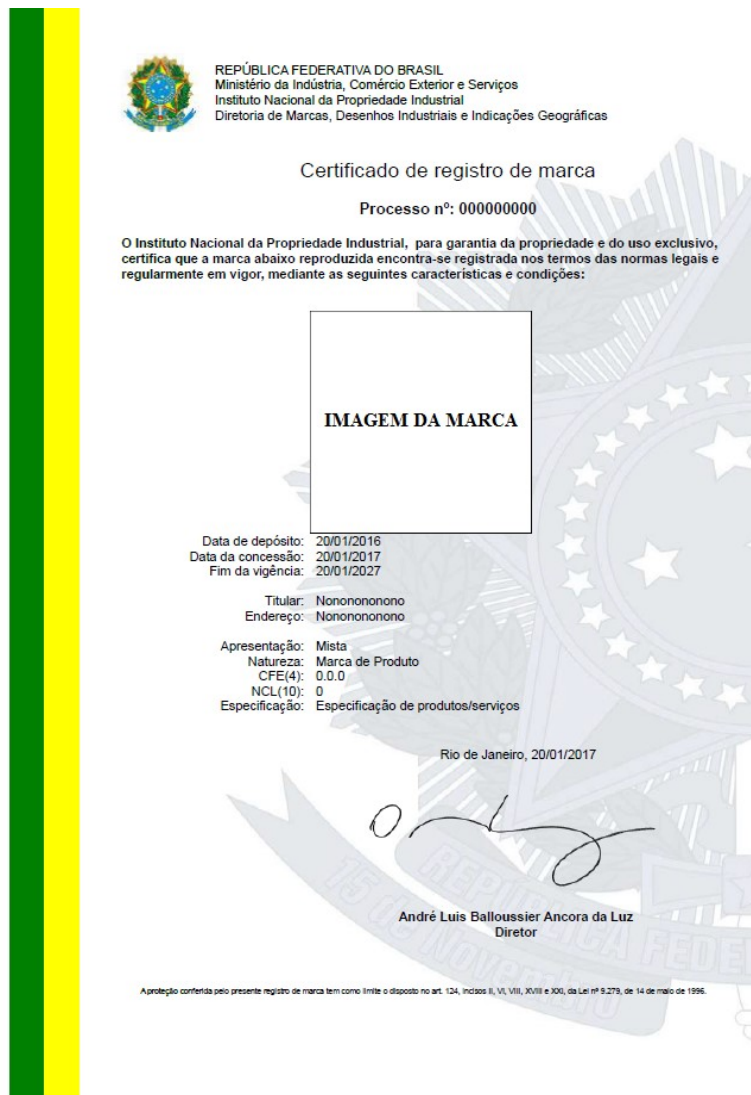 REPÚBLICA FEDERATIVA DO BRASIL
Ministério da Indústria, Comércio Exterior e Serviços
Instituto Nacional da Propriedade Industrial
Diretoria de Marcas, Desenhos Industriais e Indicações Geográficas
Certificado de registro de marca
Processo nº: 000000000
O Instituto Nacional da Propriedade Industrial, para garantia da propriedade e do uso exclusivo,
certifica que a marca abaixo reproduzida encontra-se registrada nos termos das normas legais e
regularmente em vigor, mediante as seguintes características e condições:
IMAGEM DA MARCA
Data de depósito: 20/01/2016
Data da concessão: 20/01/2017
Fim da vigência: 20/01/2027
Titular: Nonononono​no
Endereço: Nonononono​no
Apresentação: Mista
Natureza: Marca de Produto
CFE(4): 0.0.0
NCL(10): 0
Especificação: Especificação de produtos/serviços
Rio de Janeiro, 20/01/2017
André Luis Balloussier Ancora da Luz
Diretor
REPÚBLICA FEDER
15 de Novembro
A proteção conferida pelo presente registro de marca tem como limite o disposto no art. 124, incisos II, VI, VIII, XVIII e XXI, da Lei nº 9.279, de 14 de maio de 1996.